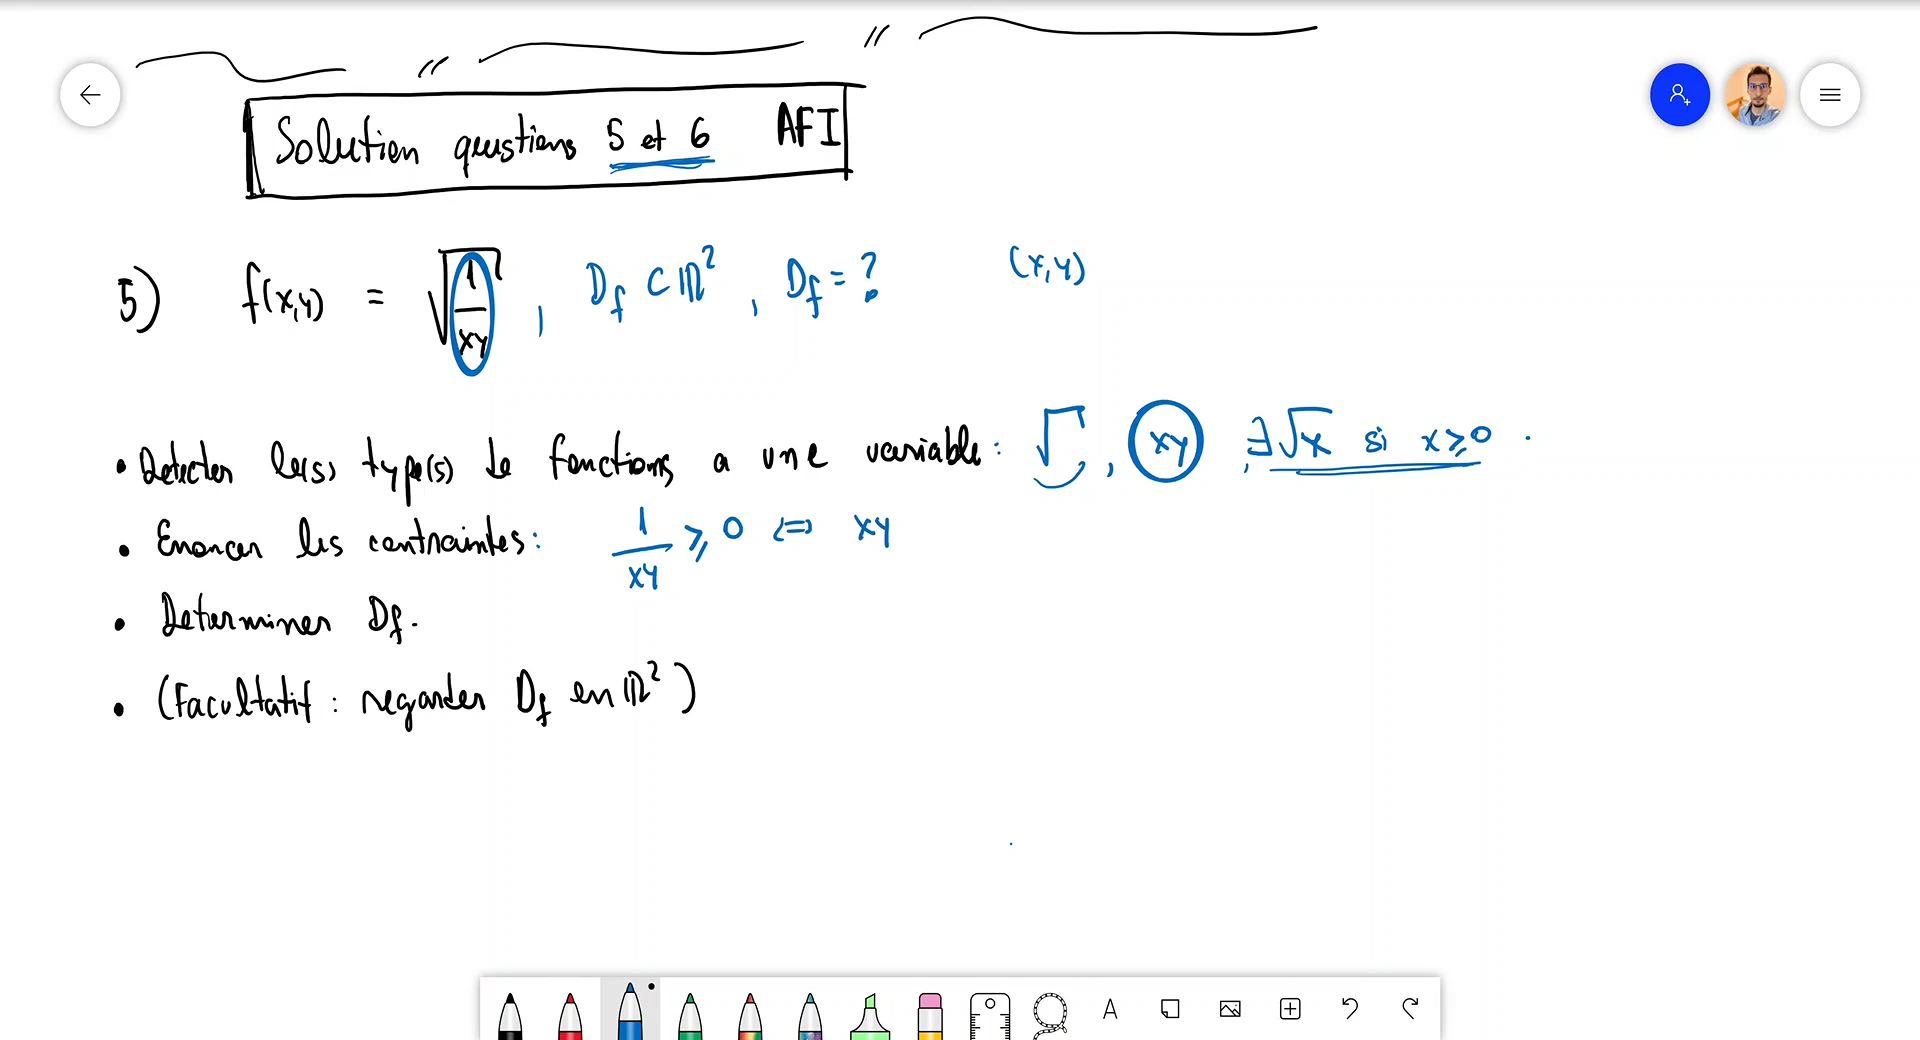 Solution questions 5 et 6 AFI
5) f(x,y) = √(1/xy) , Df ⊂ ℝ² , Df = ? (x,y)
• Detecter le(s) type(s) de fonctions a une variable : √ , xy , ∃√x si x ≥ 0 .
• Enoncer les contraintes : 1/xy ≥ 0 ⇔ xy
• Determiner Df.
• (Facultatif : regarder Df en ℝ²)